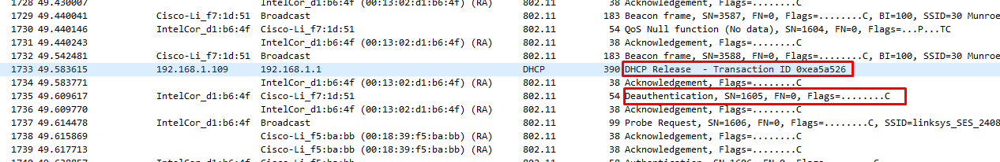 1728 49.430007 IntelCor_d1:b6:4f (00:13:02:d1:b6:4f) (RA) 802.11 38 Acknowledgement, Flags=........C
1729 49.440041 Cisco-Li_f7:1d:51 Broadcast 802.11 183 Beacon frame, SN=3587, FN=0, Flags=........C, BI=100, SSID=30 Munroe
1730 49.440146 IntelCor_d1:b6:4f Cisco-Li_f7:1d:51 802.11 54 QoS Null function (No data), SN=1604, FN=0, Flags=...P...TC
1731 49.440243 IntelCor_d1:b6:4f (00:13:02:d1:b6:4f) (RA) 802.11 38 Acknowledgement, Flags=........C
1732 49.542481 Cisco-Li_f7:1d:51 Broadcast 802.11 183 Beacon frame, SN=3588, FN=0, Flags=........C, BI=100, SSID=30 Munroe
1733 49.583615 192.168.1.109 192.168.1.1 DHCP 390 DHCP Release - Transaction ID 0xea5a526
1734 49.583771 IntelCor_d1:b6:4f (00:13:02:d1:b6:4f) (RA) 802.11 38 Acknowledgement, Flags=........C
1735 49.609617 IntelCor_d1:b6:4f Cisco-Li_f7:1d:51 802.11 54 Deauthentication, SN=1605, FN=0, Flags=........C
1736 49.609770 IntelCor_d1:b6:4f (00:13:02:d1:b6:4f) (RA) 802.11 38 Acknowledgement, Flags=........C
1737 49.614478 IntelCor_d1:b6:4f Broadcast 802.11 99 Probe Request, SN=1606, FN=0, Flags=........C, SSID=linksys_SES_2408
1738 49.615869 Cisco-Li_f5:ba:bb (00:18:39:f5:ba:bb) (RA) 802.11 38 Acknowledgement, Flags=........C
1739 49.617713 Cisco-Li_f5:ba:bb (00:18:39:f5:ba:bb) (RA) 802.11 38 Acknowledgement, Flags=........C
1740 49.638857 IntelCor_d1:b6:4f Cisco-Li_f5:ba:bb 802.11 58 Authentication, SN=1606, FN=0, Flags=........C